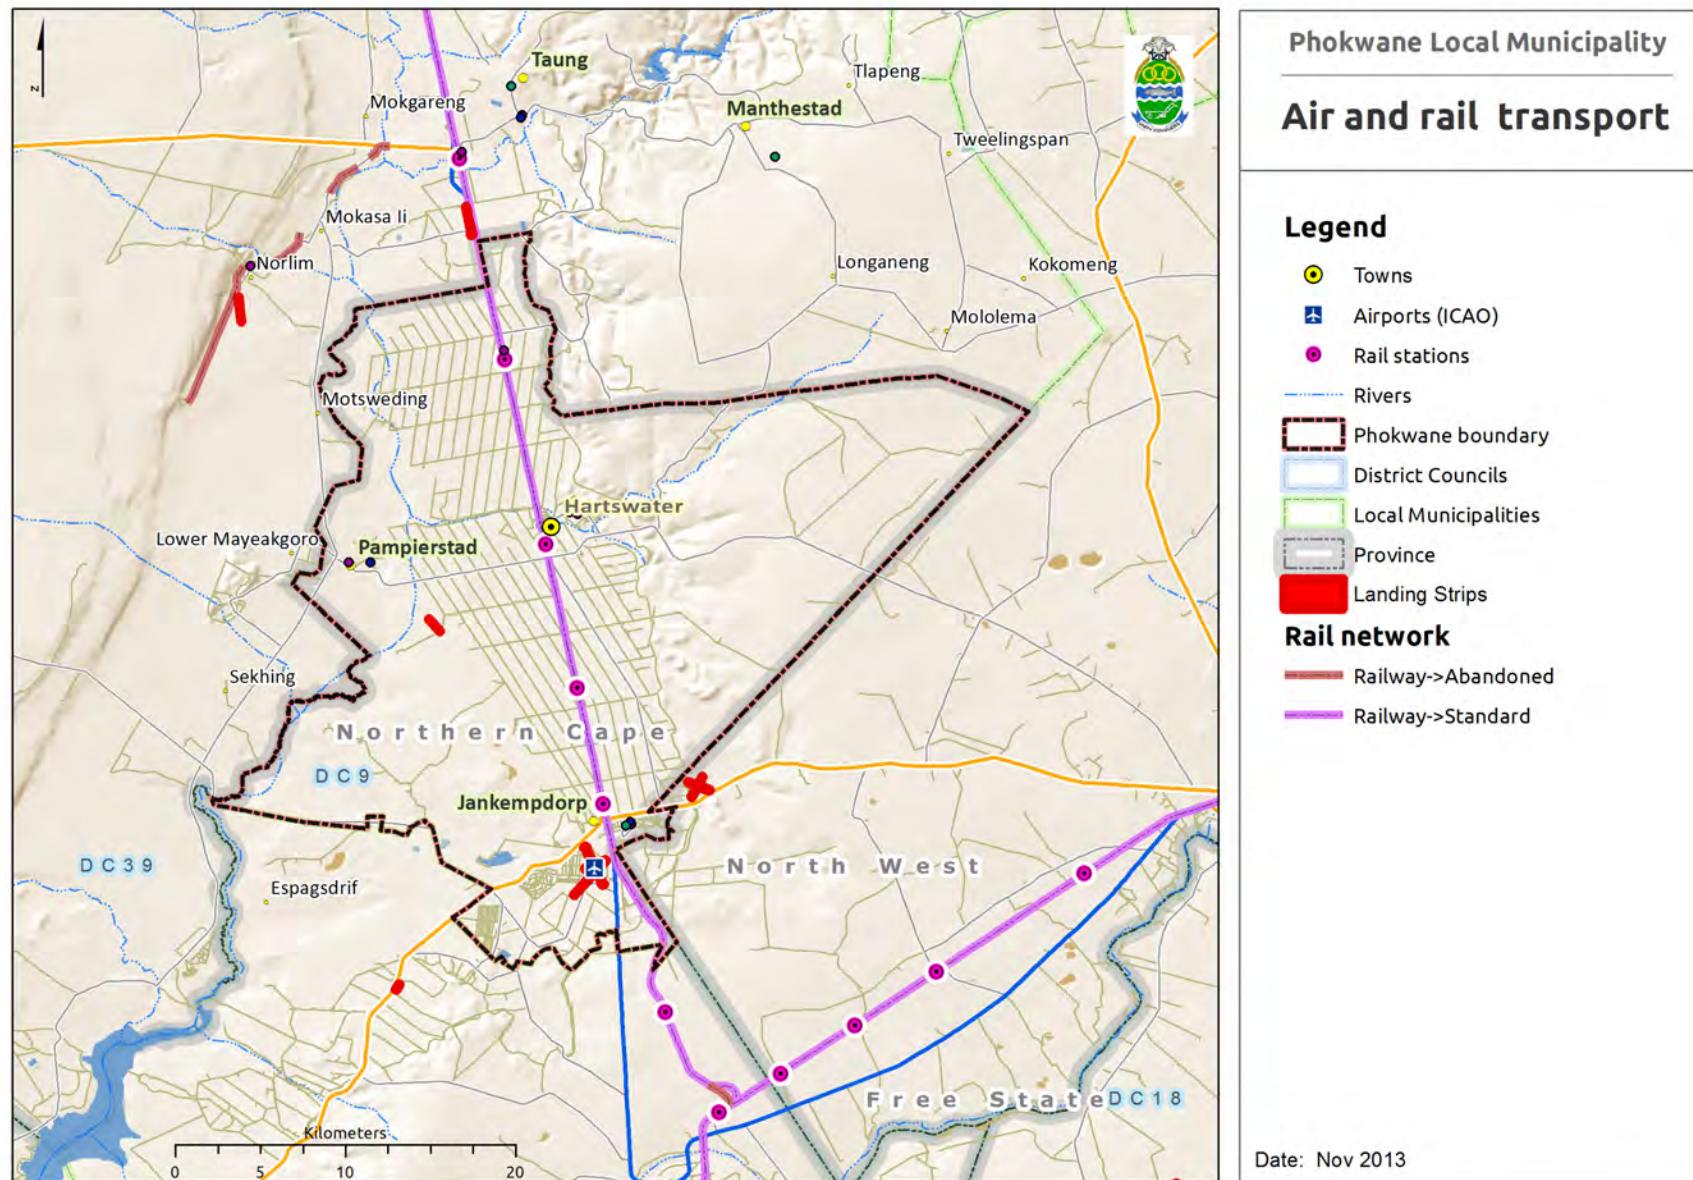 Phokwane Local Municipality
Air and rail transport
Legend
Towns
Airports (ICAO)
Rail stations
Rivers
Phokwane boundary
District Councils
Local Municipalities
Province
Landing Strips
Rail network
Railway->Abandoned
Railway->Standard
Date: Nov 2013
N
Taung
Tlapeng
Mokgareng
Manthestad
Tweelingspan
Mokasa Ii
Norlim
Longaneng
Kokomeng
Mololema
Motsweding
Hartswater
Lower Mayeakgoro
Pampierstad
Sekhing
Northern Cape
DC9
Jankempdorp
DC39
North West
Espagsdrif
Free State
DC18
Kilometers
0 5 10 20